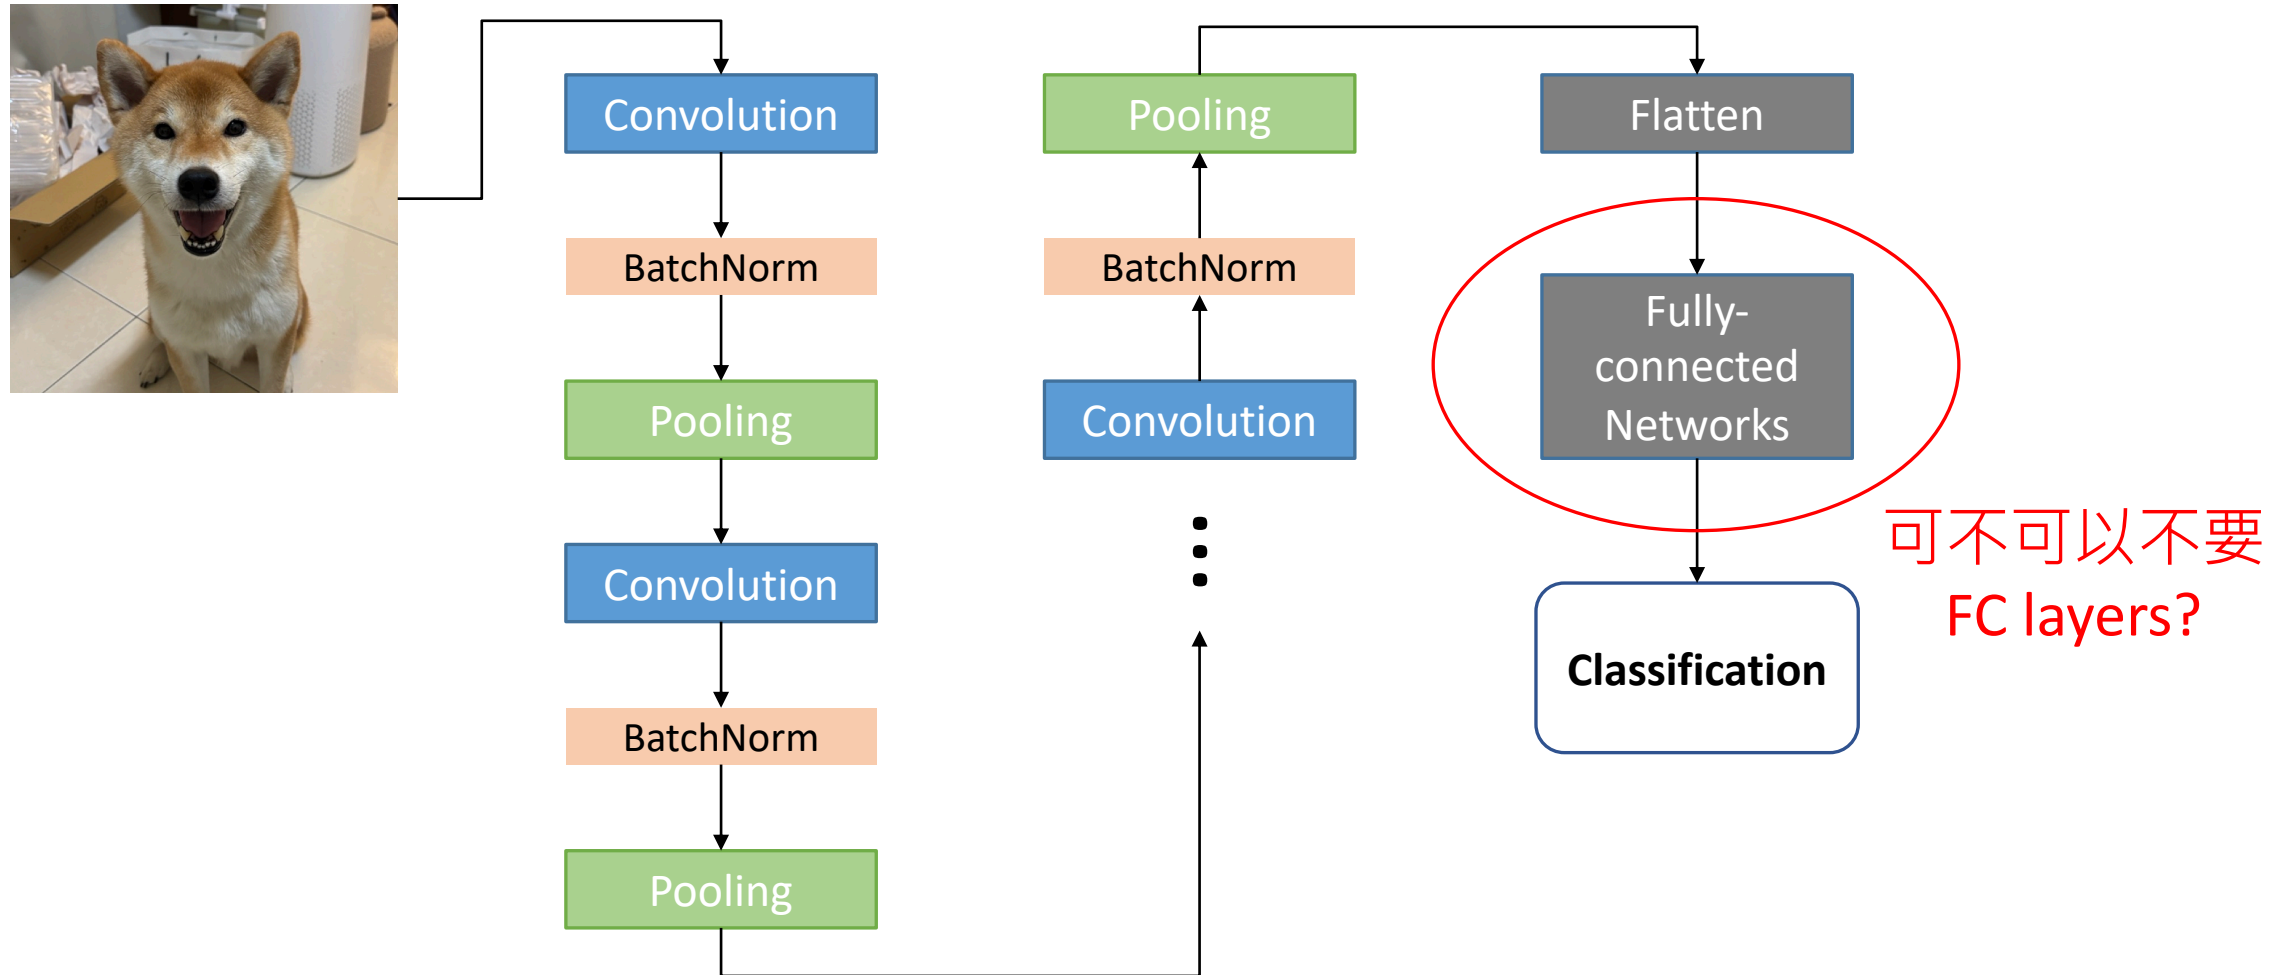 Convolution
BatchNorm
Pooling
Convolution
BatchNorm
Pooling
Convolution
BatchNorm
Pooling
Flatten
Fully-
connected
Networks
Classification
可不可以不要
FC layers?